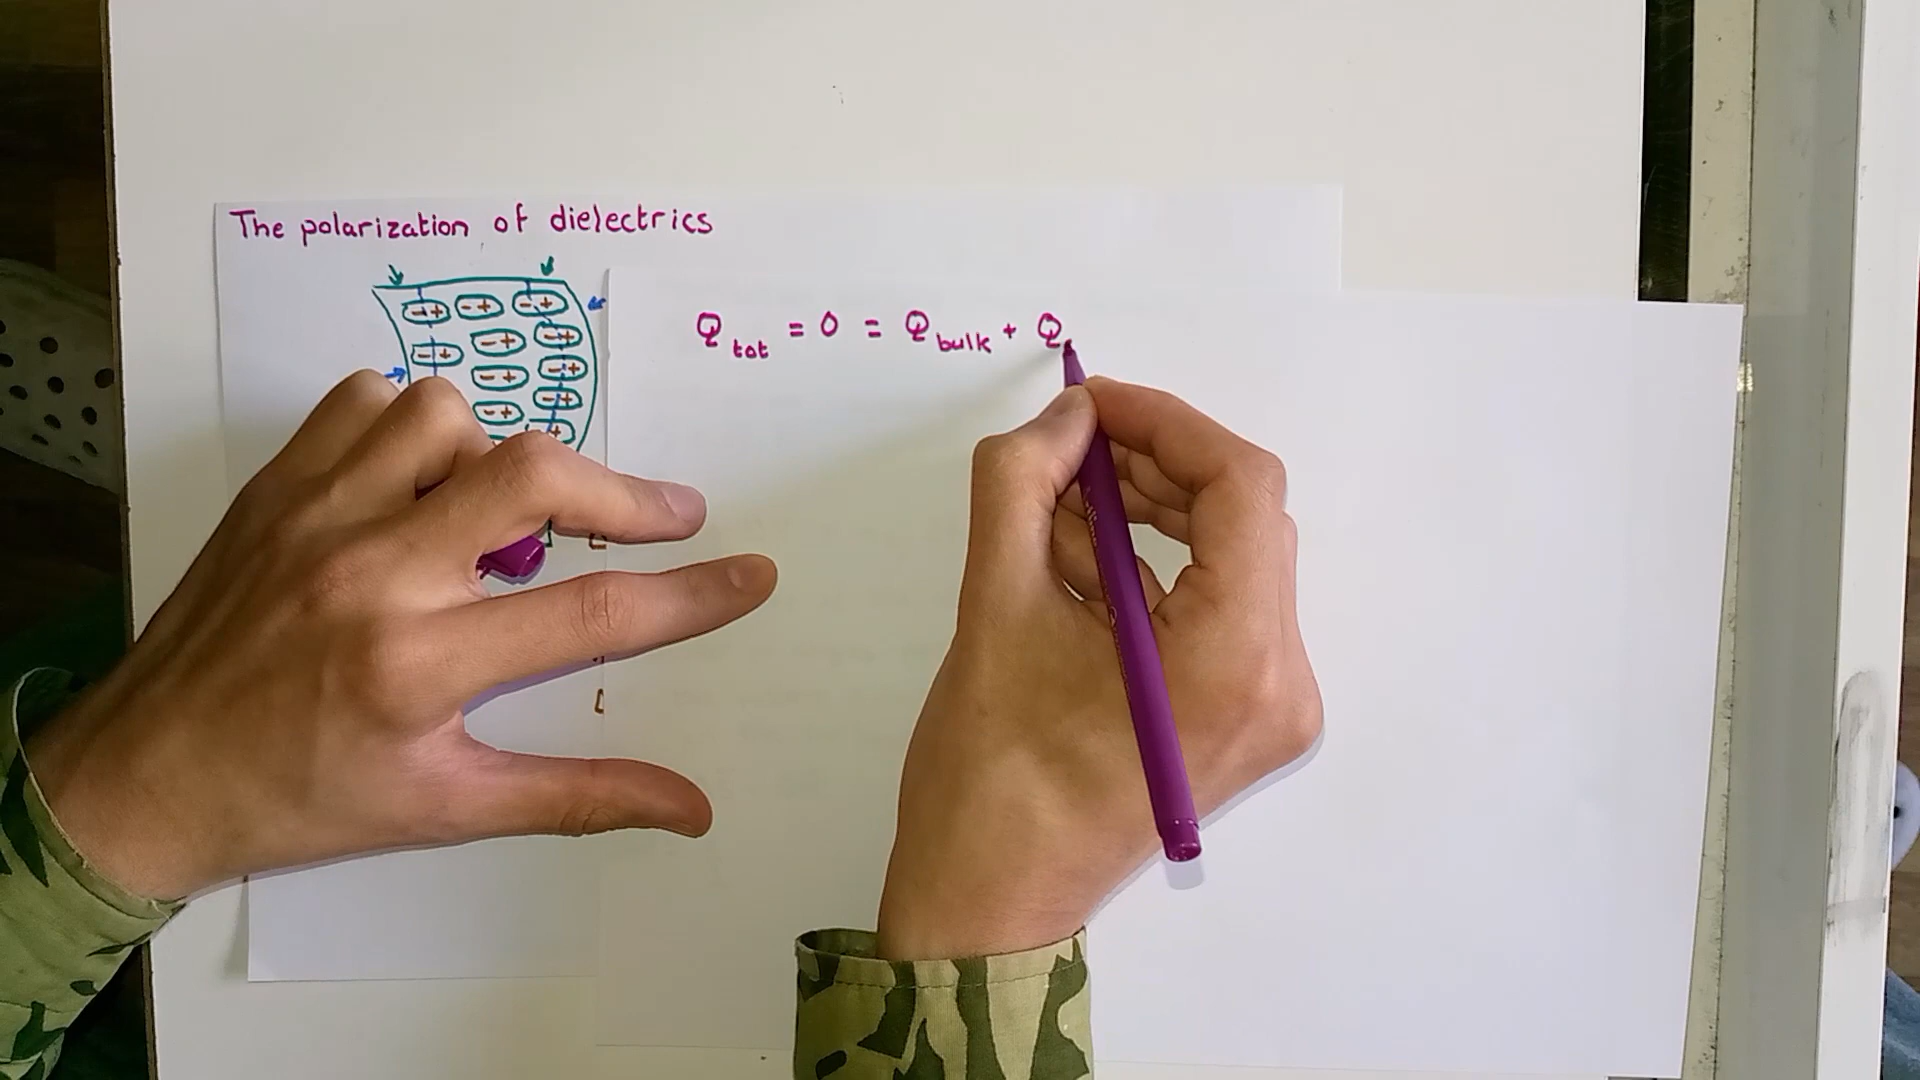 The polarization of dielectrics
Q tot = 0 = Q bulk + Q
- + - + - +
- + - + - +
- + - + - +
- + - +
+